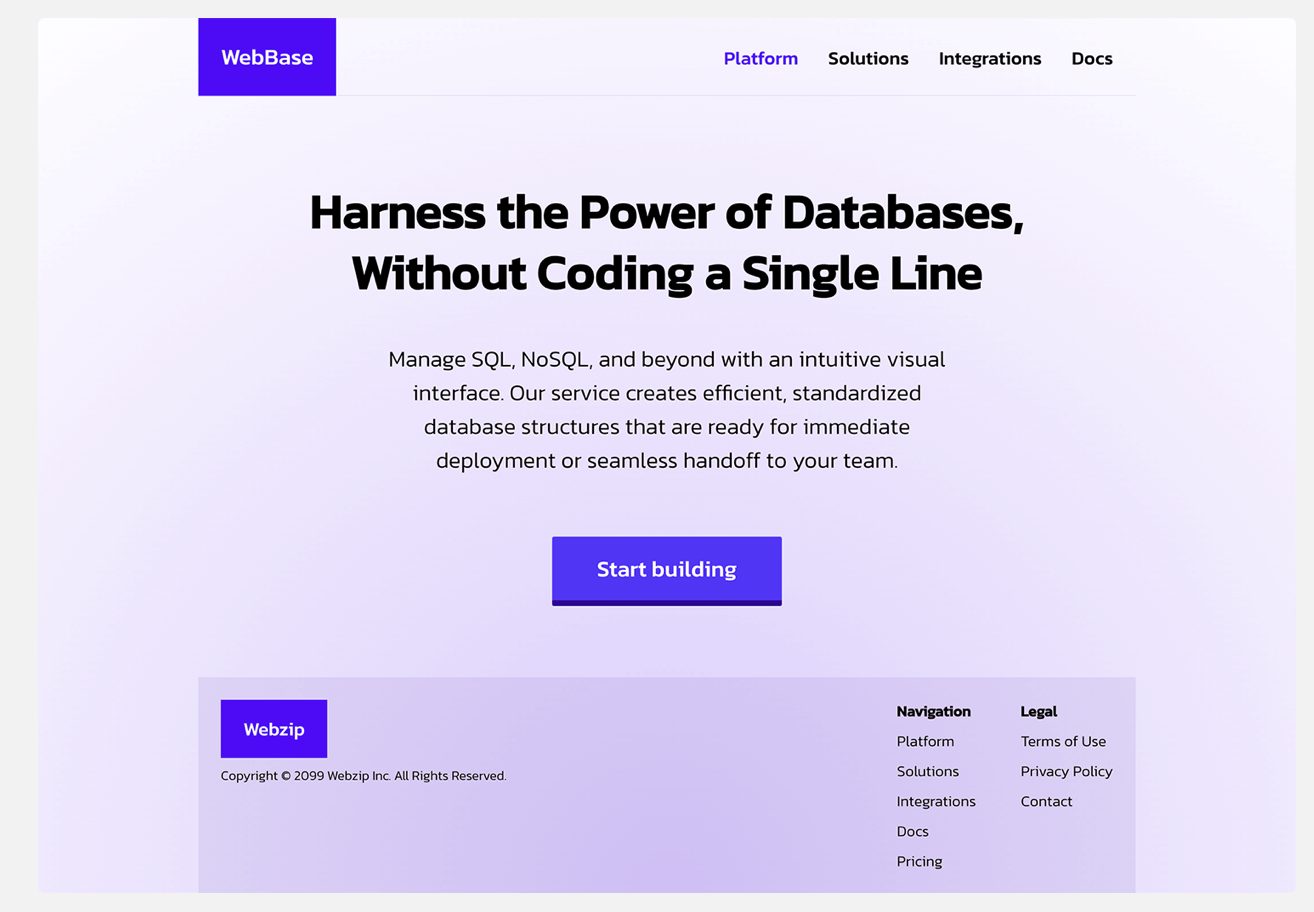 WebBase
Platform Solutions Integrations Docs
Harness the Power of Databases,
Without Coding a Single Line
Manage SQL, NoSQL, and beyond with an intuitive visual
interface. Our service creates efficient, standardized
database structures that are ready for immediate
deployment or seamless handoff to your team.
Start building
Webzip
Copyright © 2099 Webzip Inc. All Rights Reserved.
Navigation
Platform
Solutions
Integrations
Docs
Pricing
Legal
Terms of Use
Privacy Policy
Contact